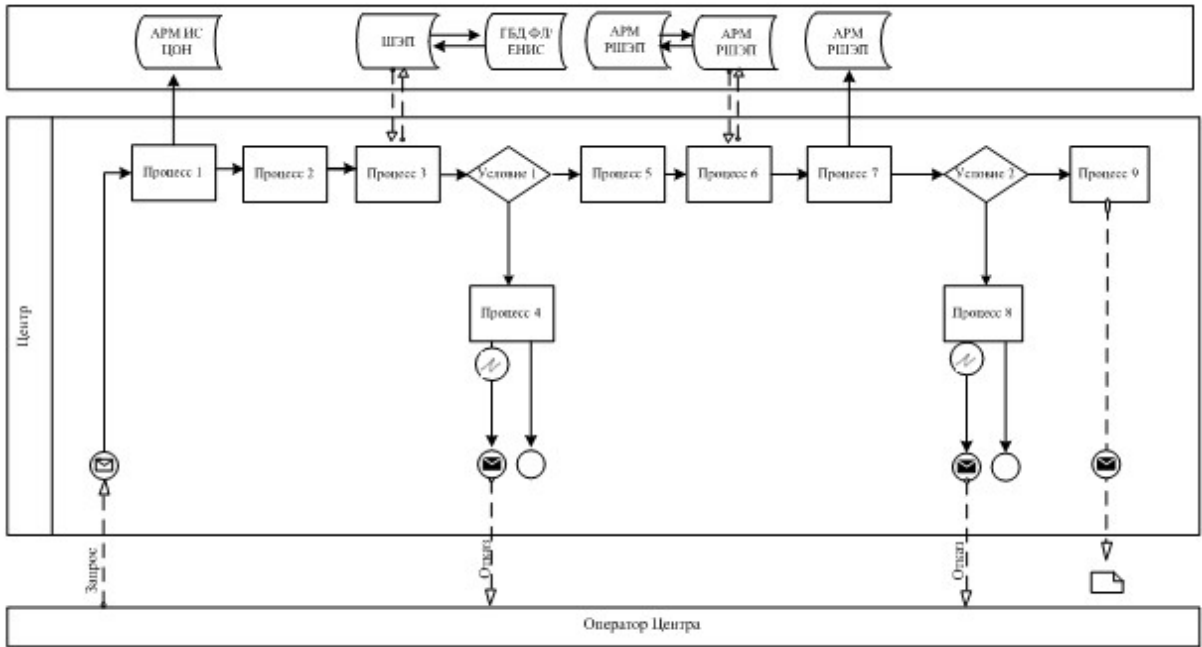 АРМ ИС
ЦОН
ШЭП
ГБД ФЛ/
ЕНИС
АРМ
РШЭП
АРМ
РШЭП
АРМ
РШЭП
Центр
Процесс 1
Процесс 2
Процесс 3
Условие 1
Процесс 5
Процесс 6
Процесс 7
Условие 2
Процесс 9
Процесс 4
Процесс 8
Запрос
Отказ
Отказ
Оператор Центра